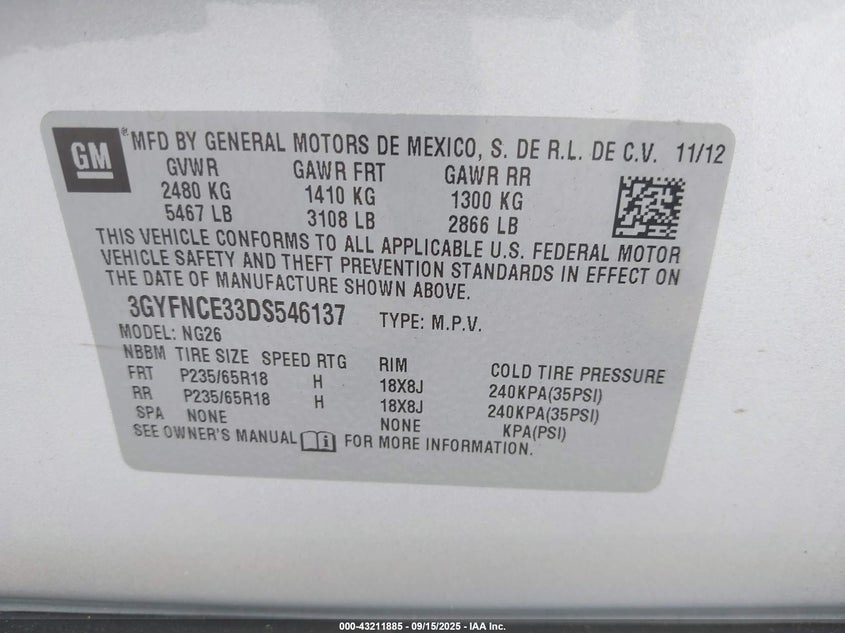 GM
® MFD BY GENERAL MOTORS DE MEXICO, S. DE R.L. DE C.V. 11/12
GVWR GAWR FRT GAWR RR
2480 KG 1410 KG 1300 KG
5467 LB 3108 LB 2866 LB
THIS VEHICLE CONFORMS TO ALL APPLICABLE U.S. FEDERAL MOTOR
VEHICLE SAFETY AND THEFT PREVENTION STANDARDS IN EFFECT ON
THE DATE OF MANUFACTURE SHOWN ABOVE.
3GYFNCE33DS546137 TYPE: M.P.V.
MODEL: NG26
NBBM TIRE SIZE SPEED RTG RIM COLD TIRE PRESSURE
FRT P235/65R18 H 18X8J 240KPA(35PSI)
RR P235/65R18 H 18X8J 240KPA(35PSI)
SPA NONE NONE KPA(PSI)
SEE OWNER'S MANUAL i FOR MORE INFORMATION.
000-43211885 - 09/15/2025 - IAA Inc.